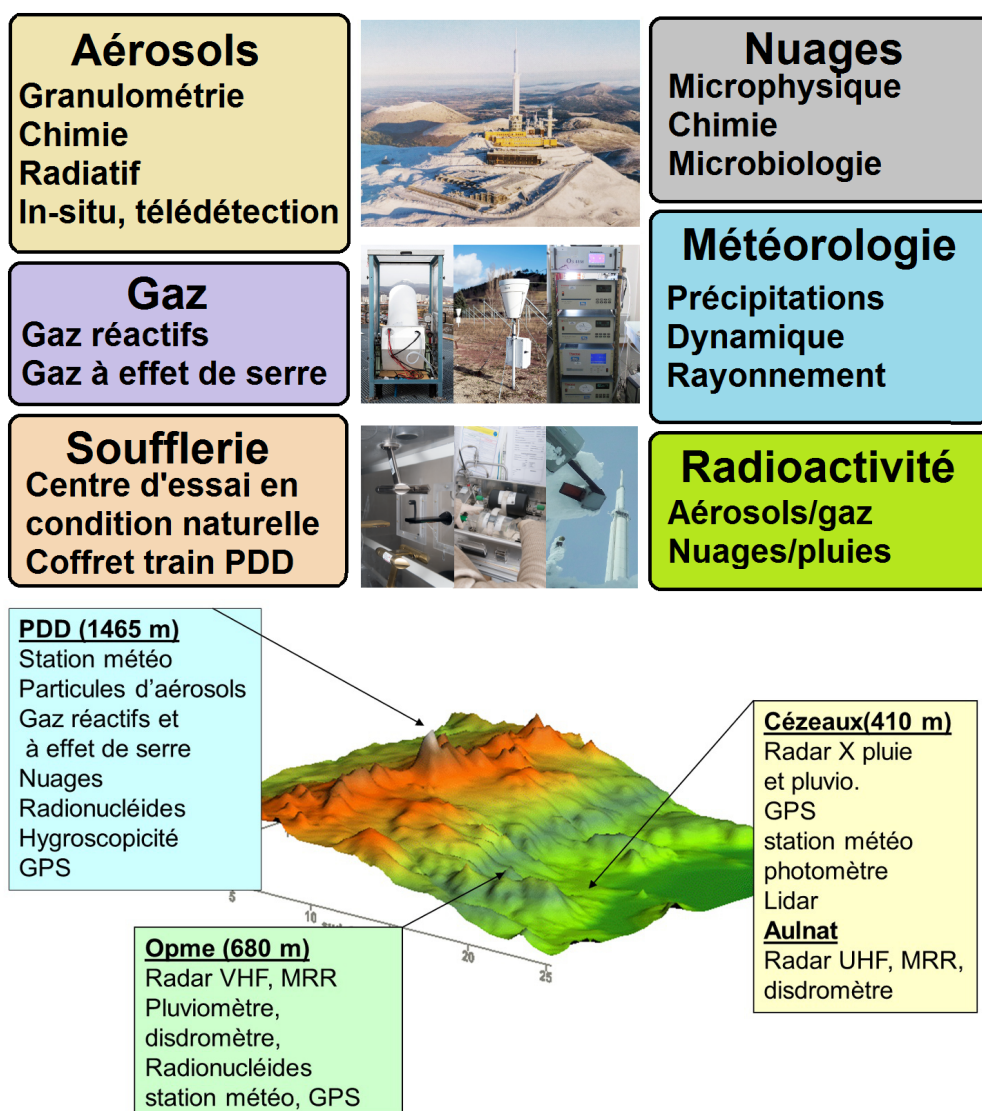 Aérosols
Granulométrie
Chimie
Radiatif
In-situ, télédétection
Nuages
Microphysique
Chimie
Microbiologie
Gaz
Gaz réactifs
Gaz à effet de serre
Météorologie
Précipitations
Dynamique
Rayonnement
Soufflerie
Centre d'essai en
condition naturelle
Coffret train PDD
Radioactivité
Aérosols/gaz
Nuages/pluies
PDD (1465 m)
Station météo
Particules d'aérosols
Gaz réactifs et
à effet de serre
Nuages
Radionucléides
Hygroscopicité
GPS
Cézeaux(410 m)
Radar X pluie
et pluvio.
GPS
station météo
photomètre
Lidar
Aulnat
Radar UHF, MRR,
disdromètre
5
10
20
25
Opme (680 m)
Radar VHF, MRR
Pluviomètre,
disdromètre,
Radionucléides
station météo, GPS